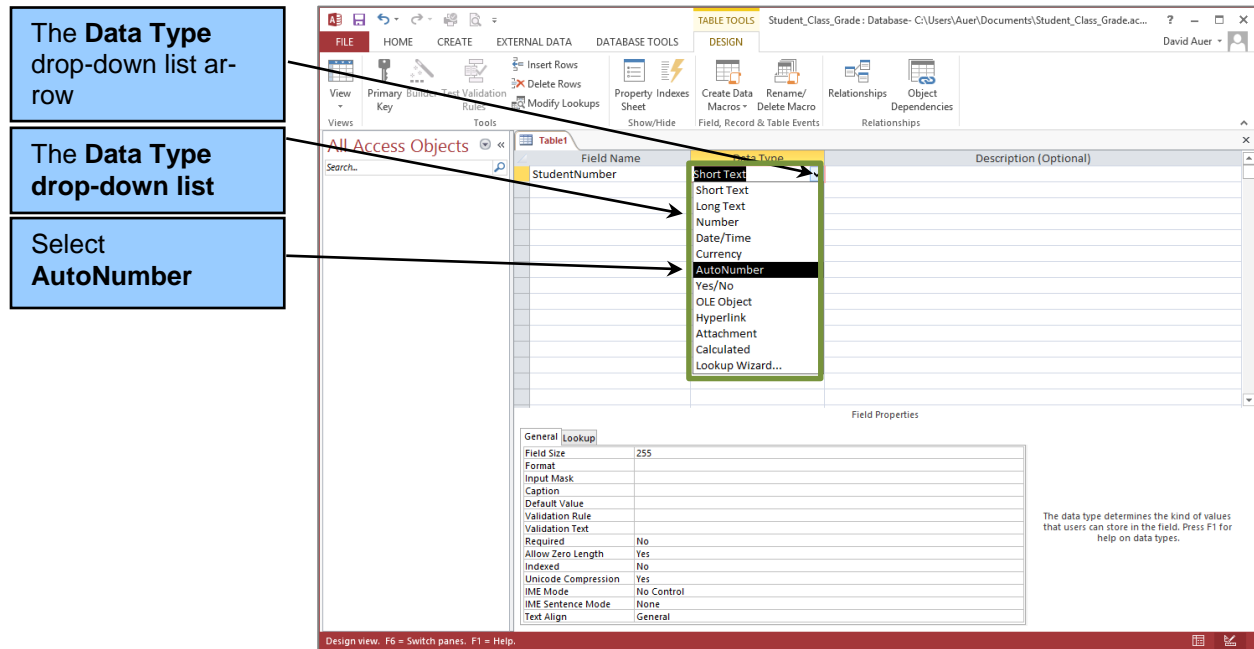 The Data Type
drop-down list ar-
row
The Data Type
drop-down list
Select
AutoNumber
TABLE TOOLS Student_Class_Grade : Database- C:\Users\Auer\Documents\Student_Class_Grade.ac... ?
FILE HOME CREATE EXTERNAL DATA DATABASE TOOLS DESIGN David Auer
View
Primary Key
Builder
Test Validation Rules
Insert Rows
Delete Rows
Modify Lookups
Property Sheet
Indexes
Create Data Macros
Rename/ Delete Macro
Relationships
Object Dependencies
Views Tools Show/Hide Field, Record & Table Events Relationships
All Access Objects
Search...
Table1
Field Name Data Type Description (Optional)
StudentNumber Short Text
Short Text
Long Text
Number
Date/Time
Currency
AutoNumber
Yes/No
OLE Object
Hyperlink
Attachment
Calculated
Lookup Wizard...
Field Properties
General Lookup
Field Size 255
Format
Input Mask
Caption
Default Value
Validation Rule
Validation Text
Required No
Allow Zero Length Yes
Indexed No
Unicode Compression Yes
IME Mode No Control
IME Sentence Mode None
Text Align General
The data type determines the kind of values
that users can store in the field. Press F1 for
help on data types.
Design view. F6 = Switch panes. F1 = Help.